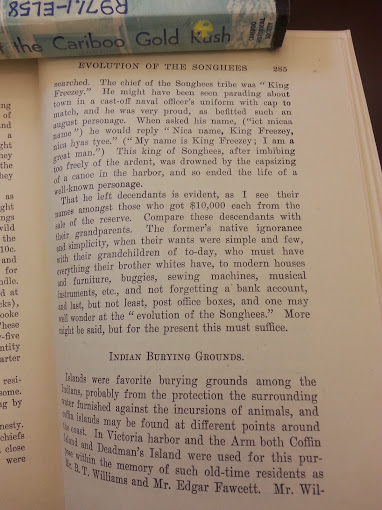 R971.1-EL58
t the Cariboo Gold Rush
EVOLUTION OF THE SONGHEES 285
searched. The chief of the Songhees tribe was "King
Freezey." He might have been seen parading about
town in a cast-off naval officer's uniform with cap to
match, and he was very proud, as befitted such an
august personage. When asked his name, ("ict nicaa
name") he would reply "Nica name, King Freezey,
nica hyas tyee." ("My name is King Freezey; I am a
great man.") This king of Songhees, after imbibing
too freely of the ardent, was drowned by the capsizing
of a canoe in the harbor, and so ended the life of a
well-known personage.
That he left decendants is evident, as I see their
names amongst those who got $10,000 each from the
sale of the reserve. Compare these descendants with
their grandparents. The former's native ignorance
and simplicity, when their wants were simple and few,
with their grandchildren of to-day, who must have
everything their brother whites have, to modern houses
and furniture, buggies, sewing machines, musical
instruments, etc., and not forgetting a bank account,
and last, but not least, post office boxes, and one may
well wonder at the "evolution of the Songhees." More
might be said, but for the present this must suffice.
INDIAN BURYING GROUNDS.
Islands were favorite burying grounds among the
Indians, probably from the protection the surrounding
water furnished against the incursions of animals, and
coffin islands may be found at different points around
the coast. In Victoria harbor and the Arm both Coffin
Island and Deadman's Island were used for this pur-
pose within the memory of such old-time residents as
Mr. R. T. Williams and Mr. Edgar Fawcett. Mr. Wil-